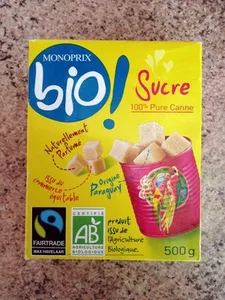 MONOPRIX
bio!
Sucre
100% Pure Canne
Naturellement
Parfumé
Issu du
commerce
équitable
Origine
Paraguay
FAIRTRADE
MAX HAVELAAR
CERTIFIÉ
AB
AGRICULTURE
BIOLOGIQUE
produit
issu de
l'Agriculture
Biologique.
500g